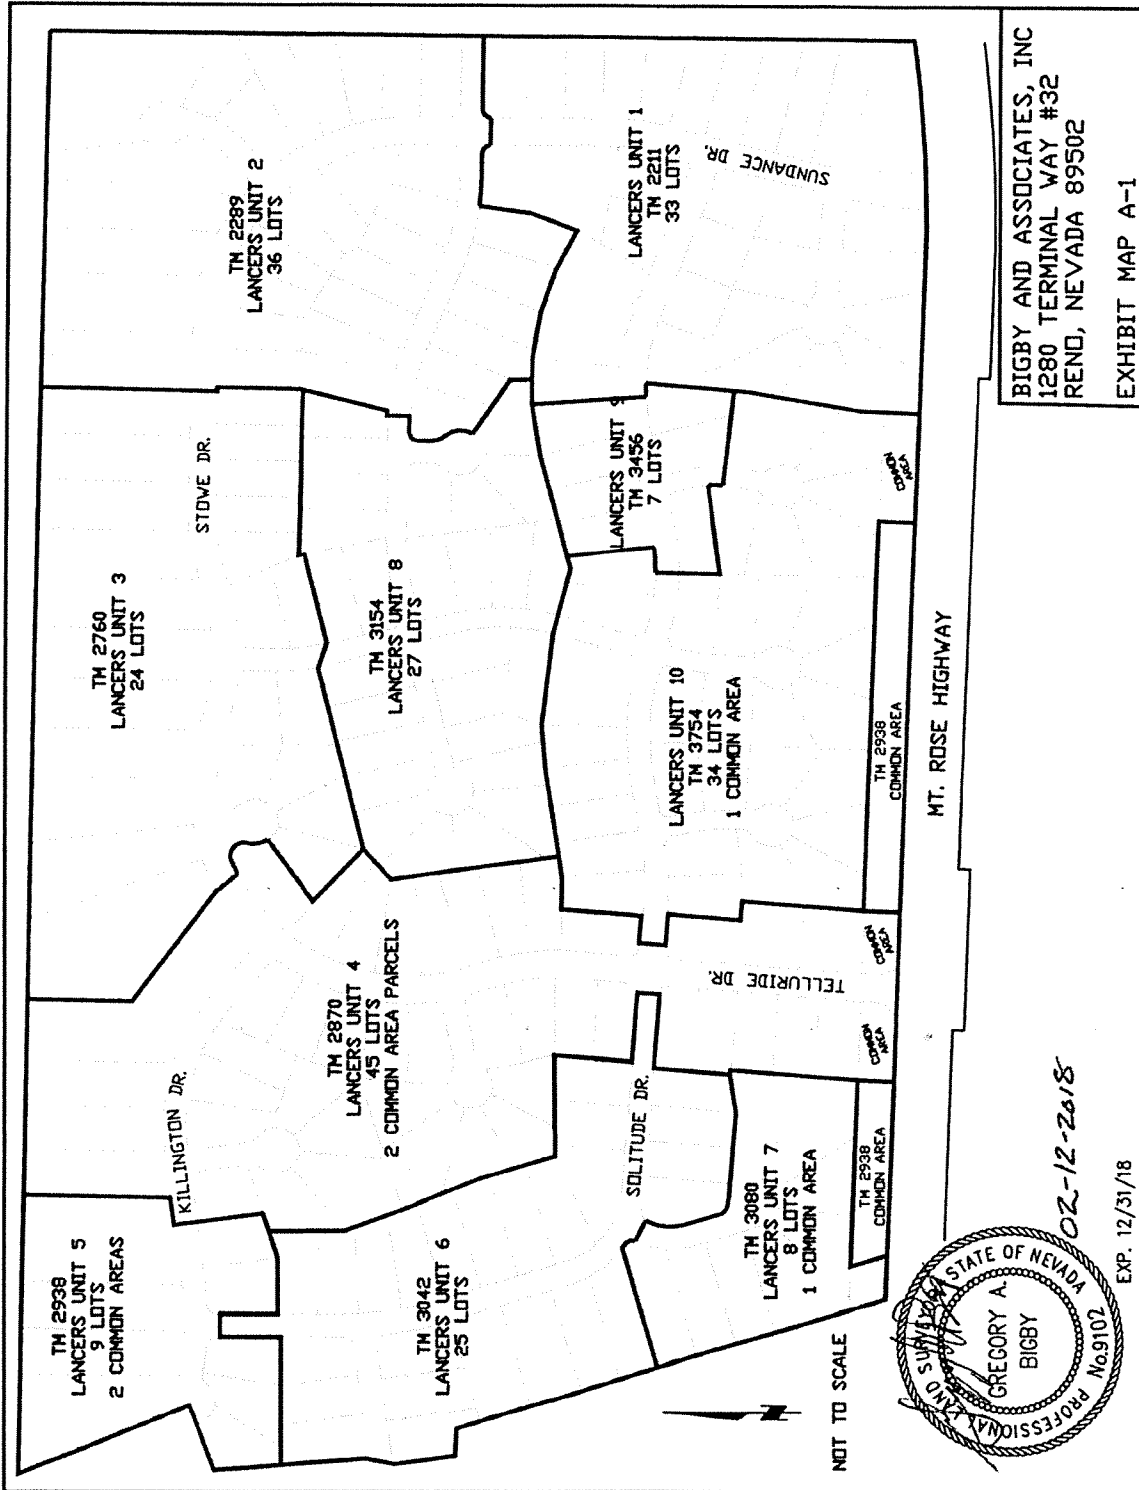 TM 2938
LANCERS UNIT 5
9 LOTS
2 COMMON AREAS
KILLINGTON DR.
TM 2760
LANCERS UNIT 3
24 LOTS
STOWE DR.
TM 2289
LANCERS UNIT 2
36 LOTS
TM 2870
LANCERS UNIT 4
45 LOTS
2 COMMON AREA PARCELS
TM 3042
LANCERS UNIT 6
25 LOTS
TM 3154
LANCERS UNIT 8
27 LOTS
LANCERS UNIT 9
TM 3456
7 LOTS
LANCERS UNIT 1
TM 2211
33 LOTS
SUNDANCE DR.
SOLITUDE DR.
TELLURIDE DR.
LANCERS UNIT 10
TM 3754
34 LOTS
1 COMMON AREA
TM 3080
LANCERS UNIT 7
8 LOTS
1 COMMON AREA
TM 2938
COMMON AREA
COMMON
AREA
COMMON
AREA
TM 2938
COMMON AREA
COMMON
AREA
MT. ROSE HIGHWAY
NOT TO SCALE
N
PROFESSIONAL LAND SURVEYOR
STATE OF NEVADA
GREGORY A.
BIGBY
No.9102
02-12-2018
EXP. 12/31/18
BIGBY AND ASSOCIATES, INC
1280 TERMINAL WAY #32
RENO, NEVADA 89502
EXHIBIT MAP A-1